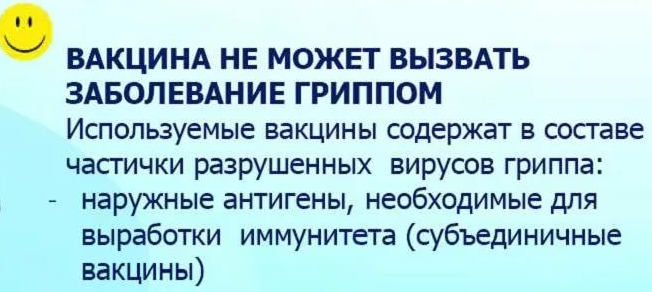 ВАКЦИНА НЕ МОЖЕТ ВЫЗВАТЬ
ЗАБОЛЕВАНИЕ ГРИППОМ
Используемые вакцины содержат в составе
частички разрушенных вирусов гриппа:
- наружные антигены, необходимые для
выработки иммунитета (субъединичные
вакцины)